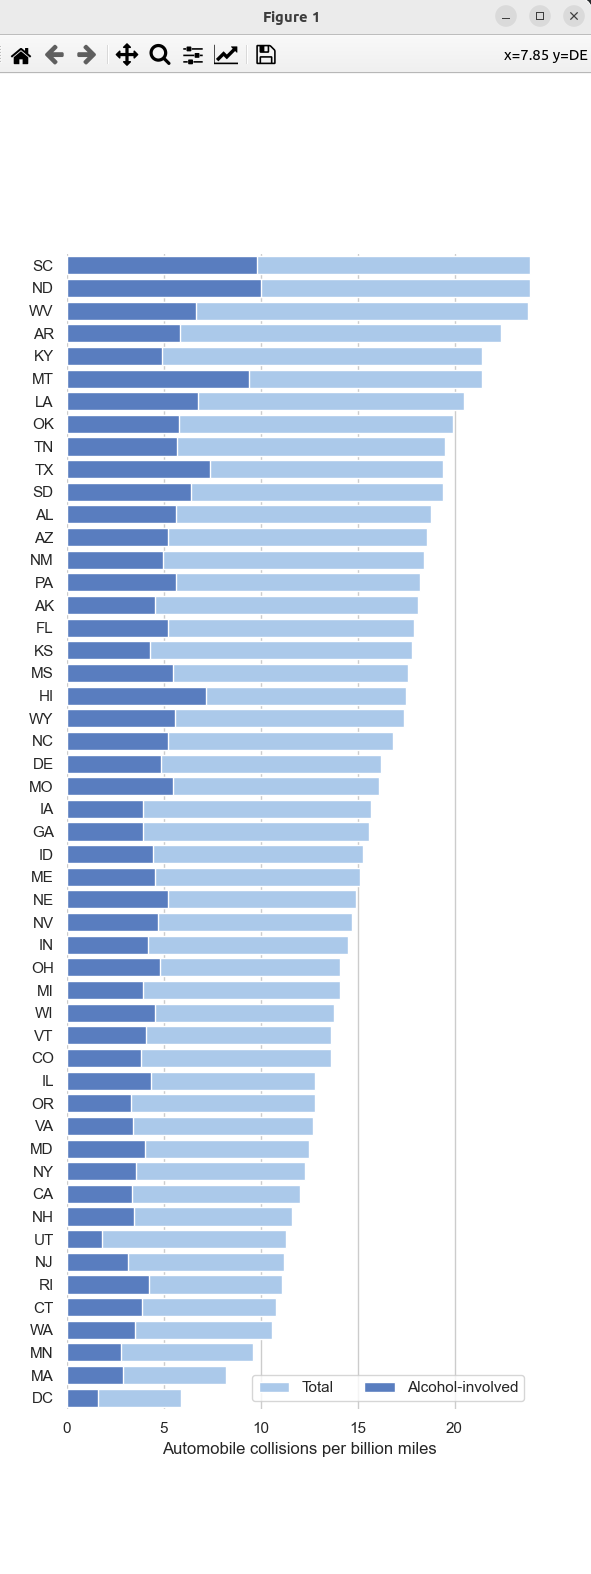 Figure 1
x=7.85 y=DE
SC
ND
WV
AR
KY
MT
LA
OK
TN
TX
SD
AL
AZ
NM
PA
AK
FL
KS
MS
HI
WY
NC
DE
MO
IA
GA
ID
ME
NE
NV
IN
OH
MI
WI
VT
CO
IL
OR
VA
MD
NY
CA
NH
UT
NJ
RI
CT
WA
MN
MA
DC
Total Alcohol-involved
0 5 10 15 20
Automobile collisions per billion miles